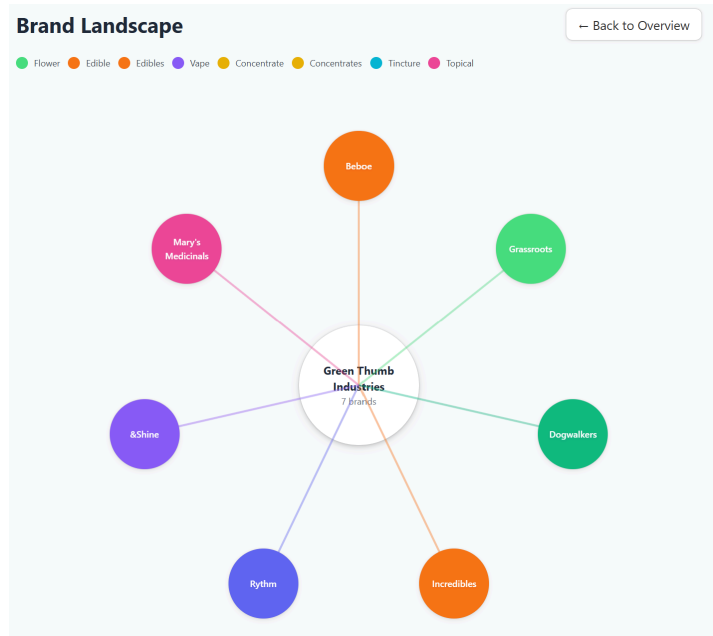 Brand Landscape
← Back to Overview
Flower Edible Edibles Vape Concentrate Concentrates Tincture Topical
Beboe
Mary's
Medicinals
Grassroots
Green Thumb
Industries
7 brands
&Shine
Dogwalkers
Rythm
Incredibles